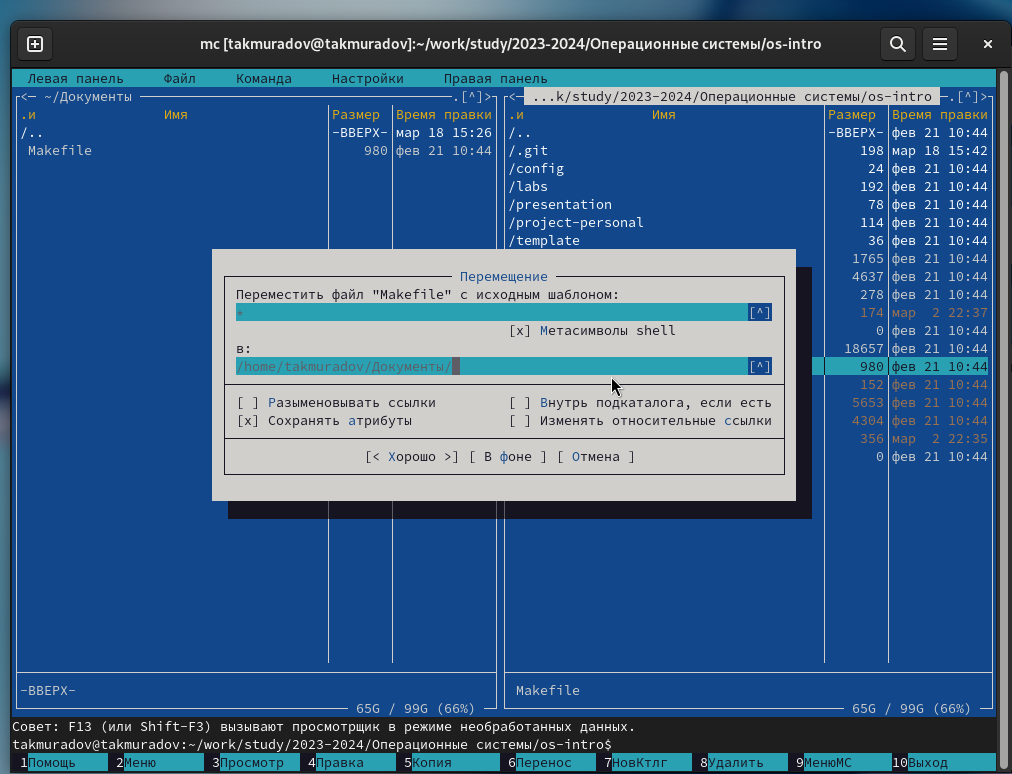 mc [takmuradov@takmuradov]:~/work/study/2023-2024/Операционные системы/os-intro
Левая панель Файл Команда Настройки Правая панель
<─ ~/Документы .[^]> <─ ...k/study/2023-2024/Операционные системы/os-intro .[^]>
.и Имя Размер Время правки .и Имя Размер Время правки
/.. -ВВЕРХ- мар 18 15:26 /.. -ВВЕРХ- фев 21 10:44
Makefile 980 фев 21 10:44 /.git 198 мар 18 15:42
/config 24 фев 21 10:44
/labs 192 фев 21 10:44
/presentation 78 фев 21 10:44
/project-personal 114 фев 21 10:44
/template 36 фев 21 10:44
1765 фев 21 10:44
Перемещение 4637 фев 21 10:44
Переместить файл "Makefile" с исходным шаблоном: 278 фев 21 10:44
* [^] 174 мар 2 22:37
[x] Метасимволы shell 0 фев 21 10:44
в: 18657 фев 21 10:44
/home/takmuradov/Документы/ [^] 980 фев 21 10:44
152 фев 21 10:44
[ ] Разыменовывать ссылки [ ] Внутрь подкаталога, если есть 5653 фев 21 10:44
[x] Сохранять атрибуты [ ] Изменять относительные ссылки 4304 фев 21 10:44
356 мар 2 22:35
[< Хорошо >] [ В фоне ] [ Отмена ] 0 фев 21 10:44
-ВВЕРХ- Makefile
65G / 99G (66%) 65G / 99G (66%)
Совет: F13 (или Shift-F3) вызывают просмотрщик в режиме необработанных данных.
takmuradov@takmuradov:~/work/study/2023-2024/Операционные системы/os-intro$
1Помощь 2Меню 3Просмотр 4Правка 5Копия 6Перенос 7НовКтлг 8Удалить 9МенюМС 10Выход